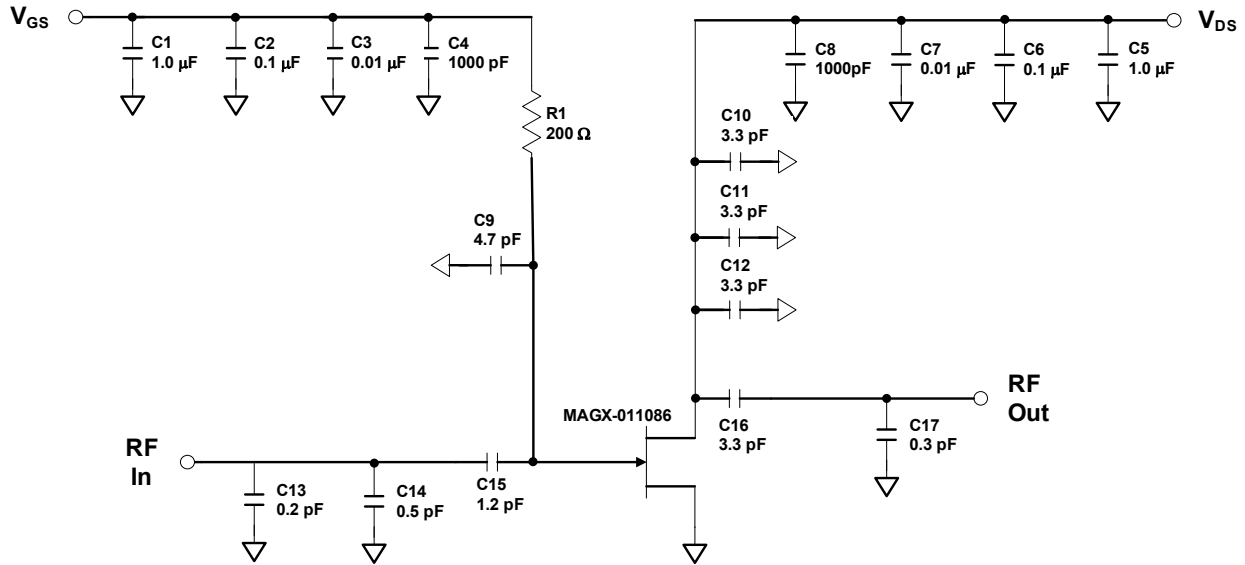 V_GS
C1
1.0 µF
C2
0.1 µF
C3
0.01 µF
C4
1000 pF
R1
200 Ω
C9
4.7 pF
V_DS
C8
1000pF
C7
0.01 µF
C6
0.1 µF
C5
1.0 µF
C10
3.3 pF
C11
3.3 pF
C12
3.3 pF
MAGX-011086
C16
3.3 pF
C17
0.3 pF
RF
Out
RF
In
C13
0.2 pF
C14
0.5 pF
C15
1.2 pF